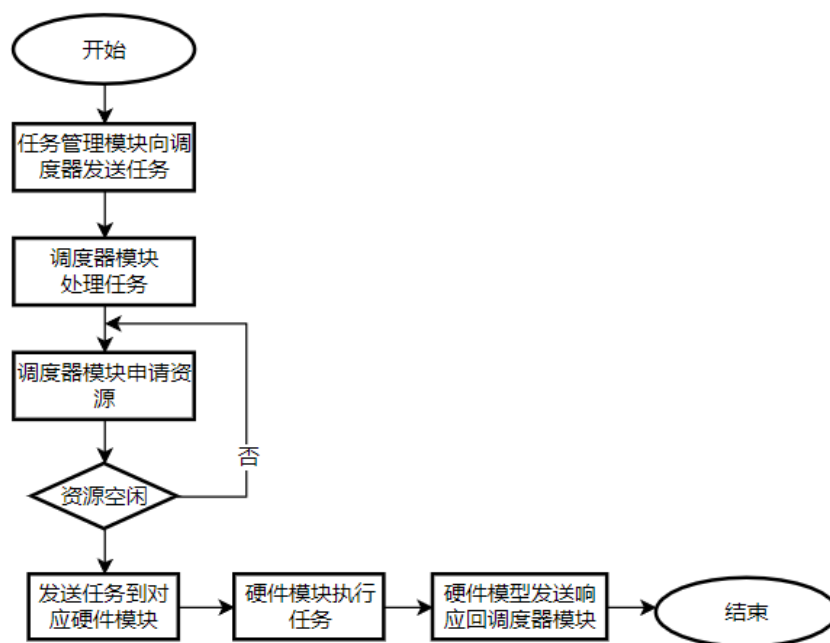 开始
任务管理模块向调
度器发送任务
调度器模块
处理任务
调度器模块申请资
源
否
资源空闲
发送任务到对
应硬件模块
硬件模块执行
任务
硬件模型发送响
应回调度器模块
结束